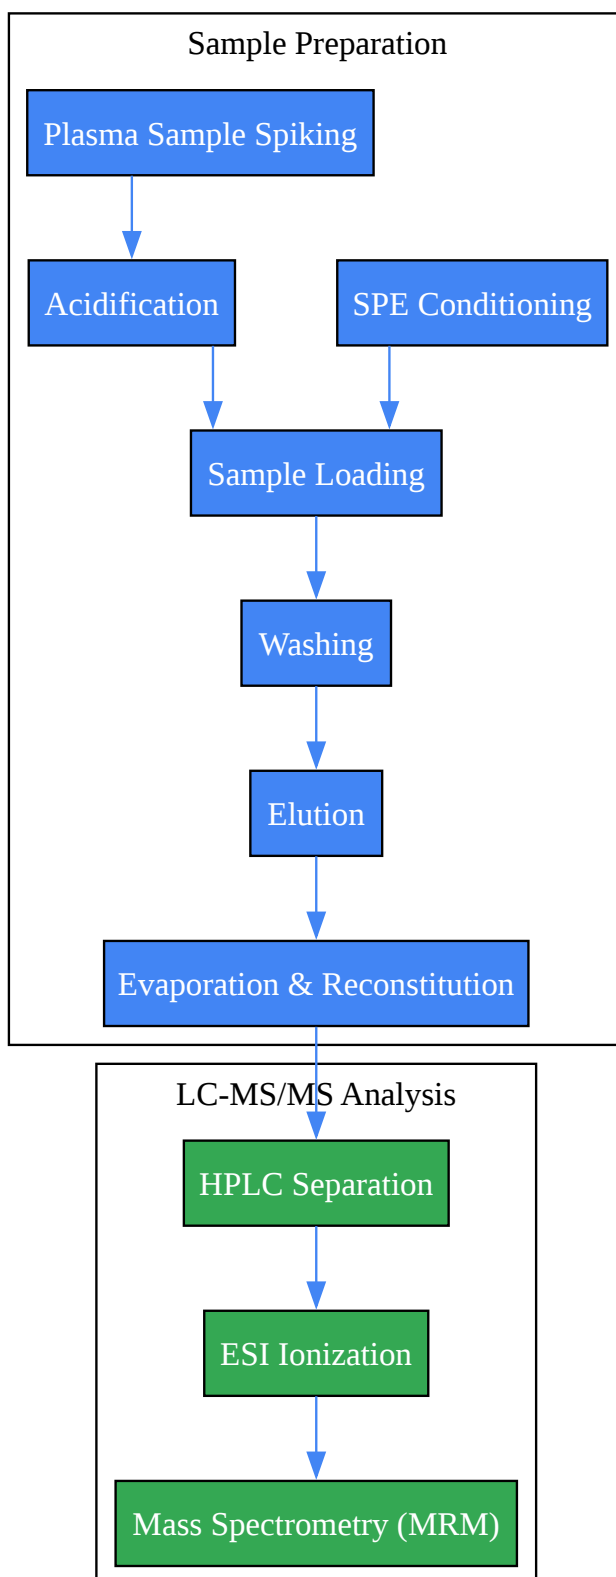 Sample Preparation
Plasma Sample Spiking
Acidification
SPE Conditioning
Sample Loading
Washing
Elution
Evaporation & Reconstitution
LC-MS/MS Analysis
HPLC Separation
ESI Ionization
Mass Spectrometry (MRM)